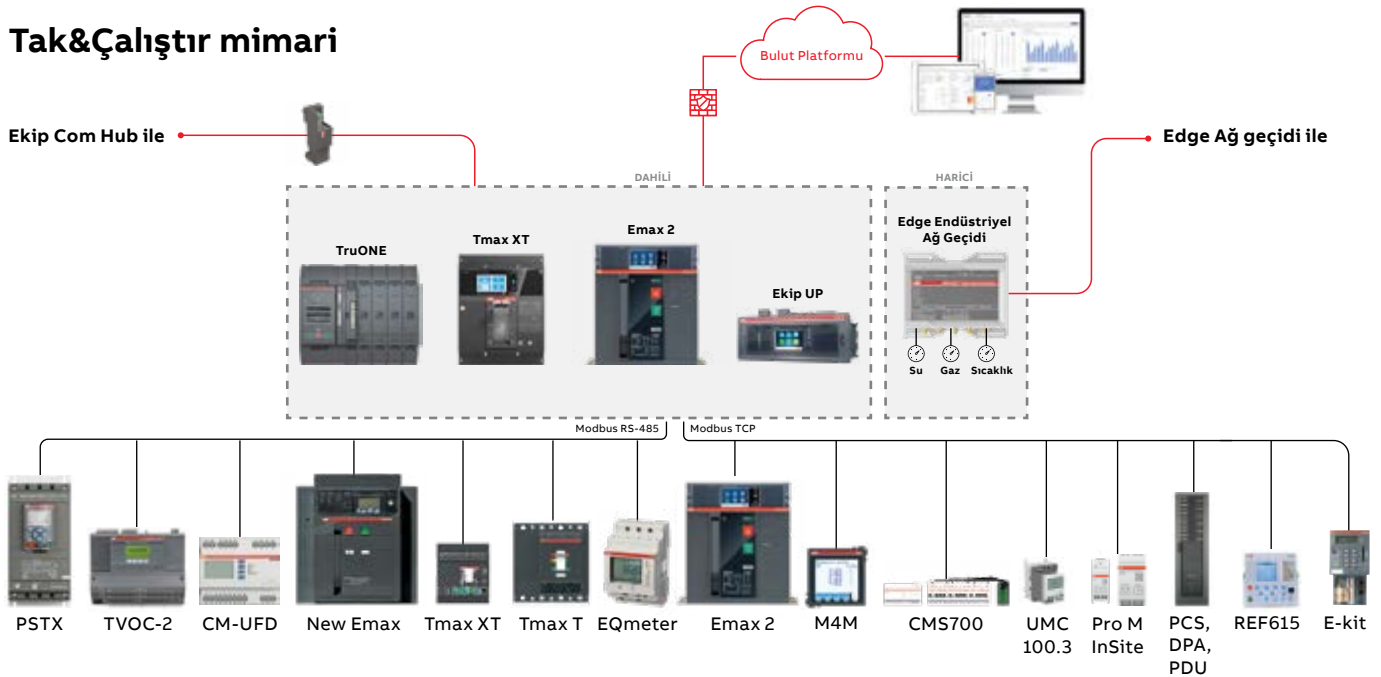 Tak&Çalıştır mimari
Bulut Platformu
Ekip Com Hub ile
Edge Ağ geçidi ile
DAHİLİ
HARİCİ
TruONE
Tmax XT
Emax 2
Ekip UP
Edge Endüstriyel
Ağ Geçidi
Su
Gaz
Sıcaklık
Modbus RS-485
Modbus TCP
PSTX
TVOC-2
CM-UFD
New Emax
Tmax XT
Tmax T
EQmeter
Emax 2
M4M
CMS700
UMC
100.3
Pro M
InSite
PCS,
DPA,
PDU
REF615
E-kit